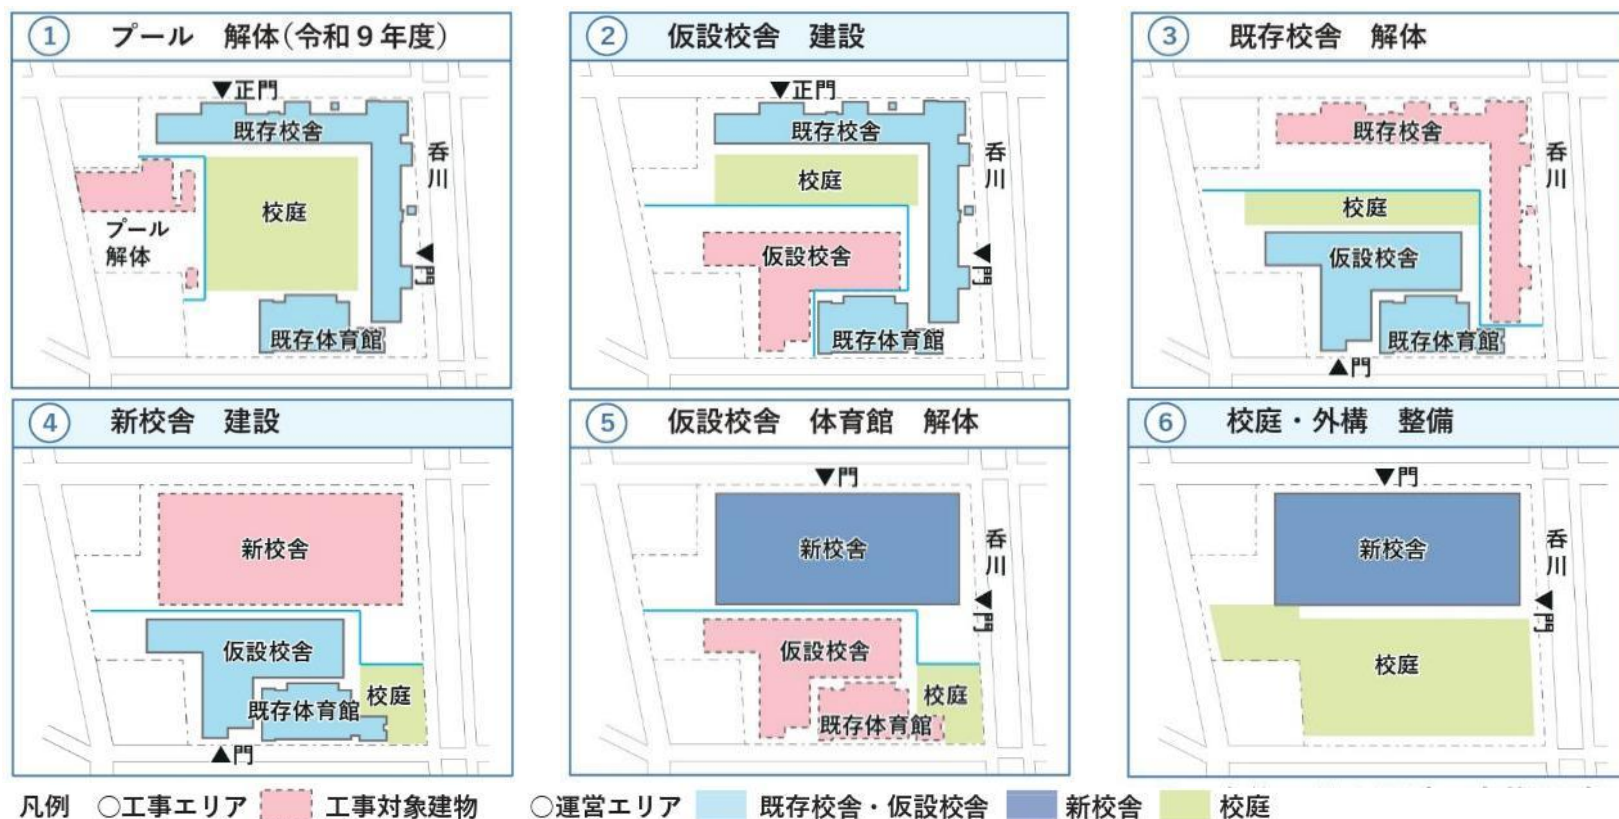 ① プール 解体(令和9年度)
▼正門
既存校舎
呑川
校庭
プール
解体
◀門
既存体育館
② 仮設校舎 建設
▼正門
既存校舎
呑川
校庭
仮設校舎
◀門
既存体育館
③ 既存校舎 解体
既存校舎
呑川
校庭
仮設校舎
既存体育館
▲門
④ 新校舎 建設
新校舎
仮設校舎
校庭
既存体育館
▲門
⑤ 仮設校舎 体育館 解体
▼門
新校舎
呑川
◀門
仮設校舎
校庭
既存体育館
⑥ 校庭・外構 整備
▼門
新校舎
呑川
◀門
校庭
凡例 ○工事エリア 工事対象建物 ○運営エリア 既存校舎・仮設校舎 新校舎 校庭